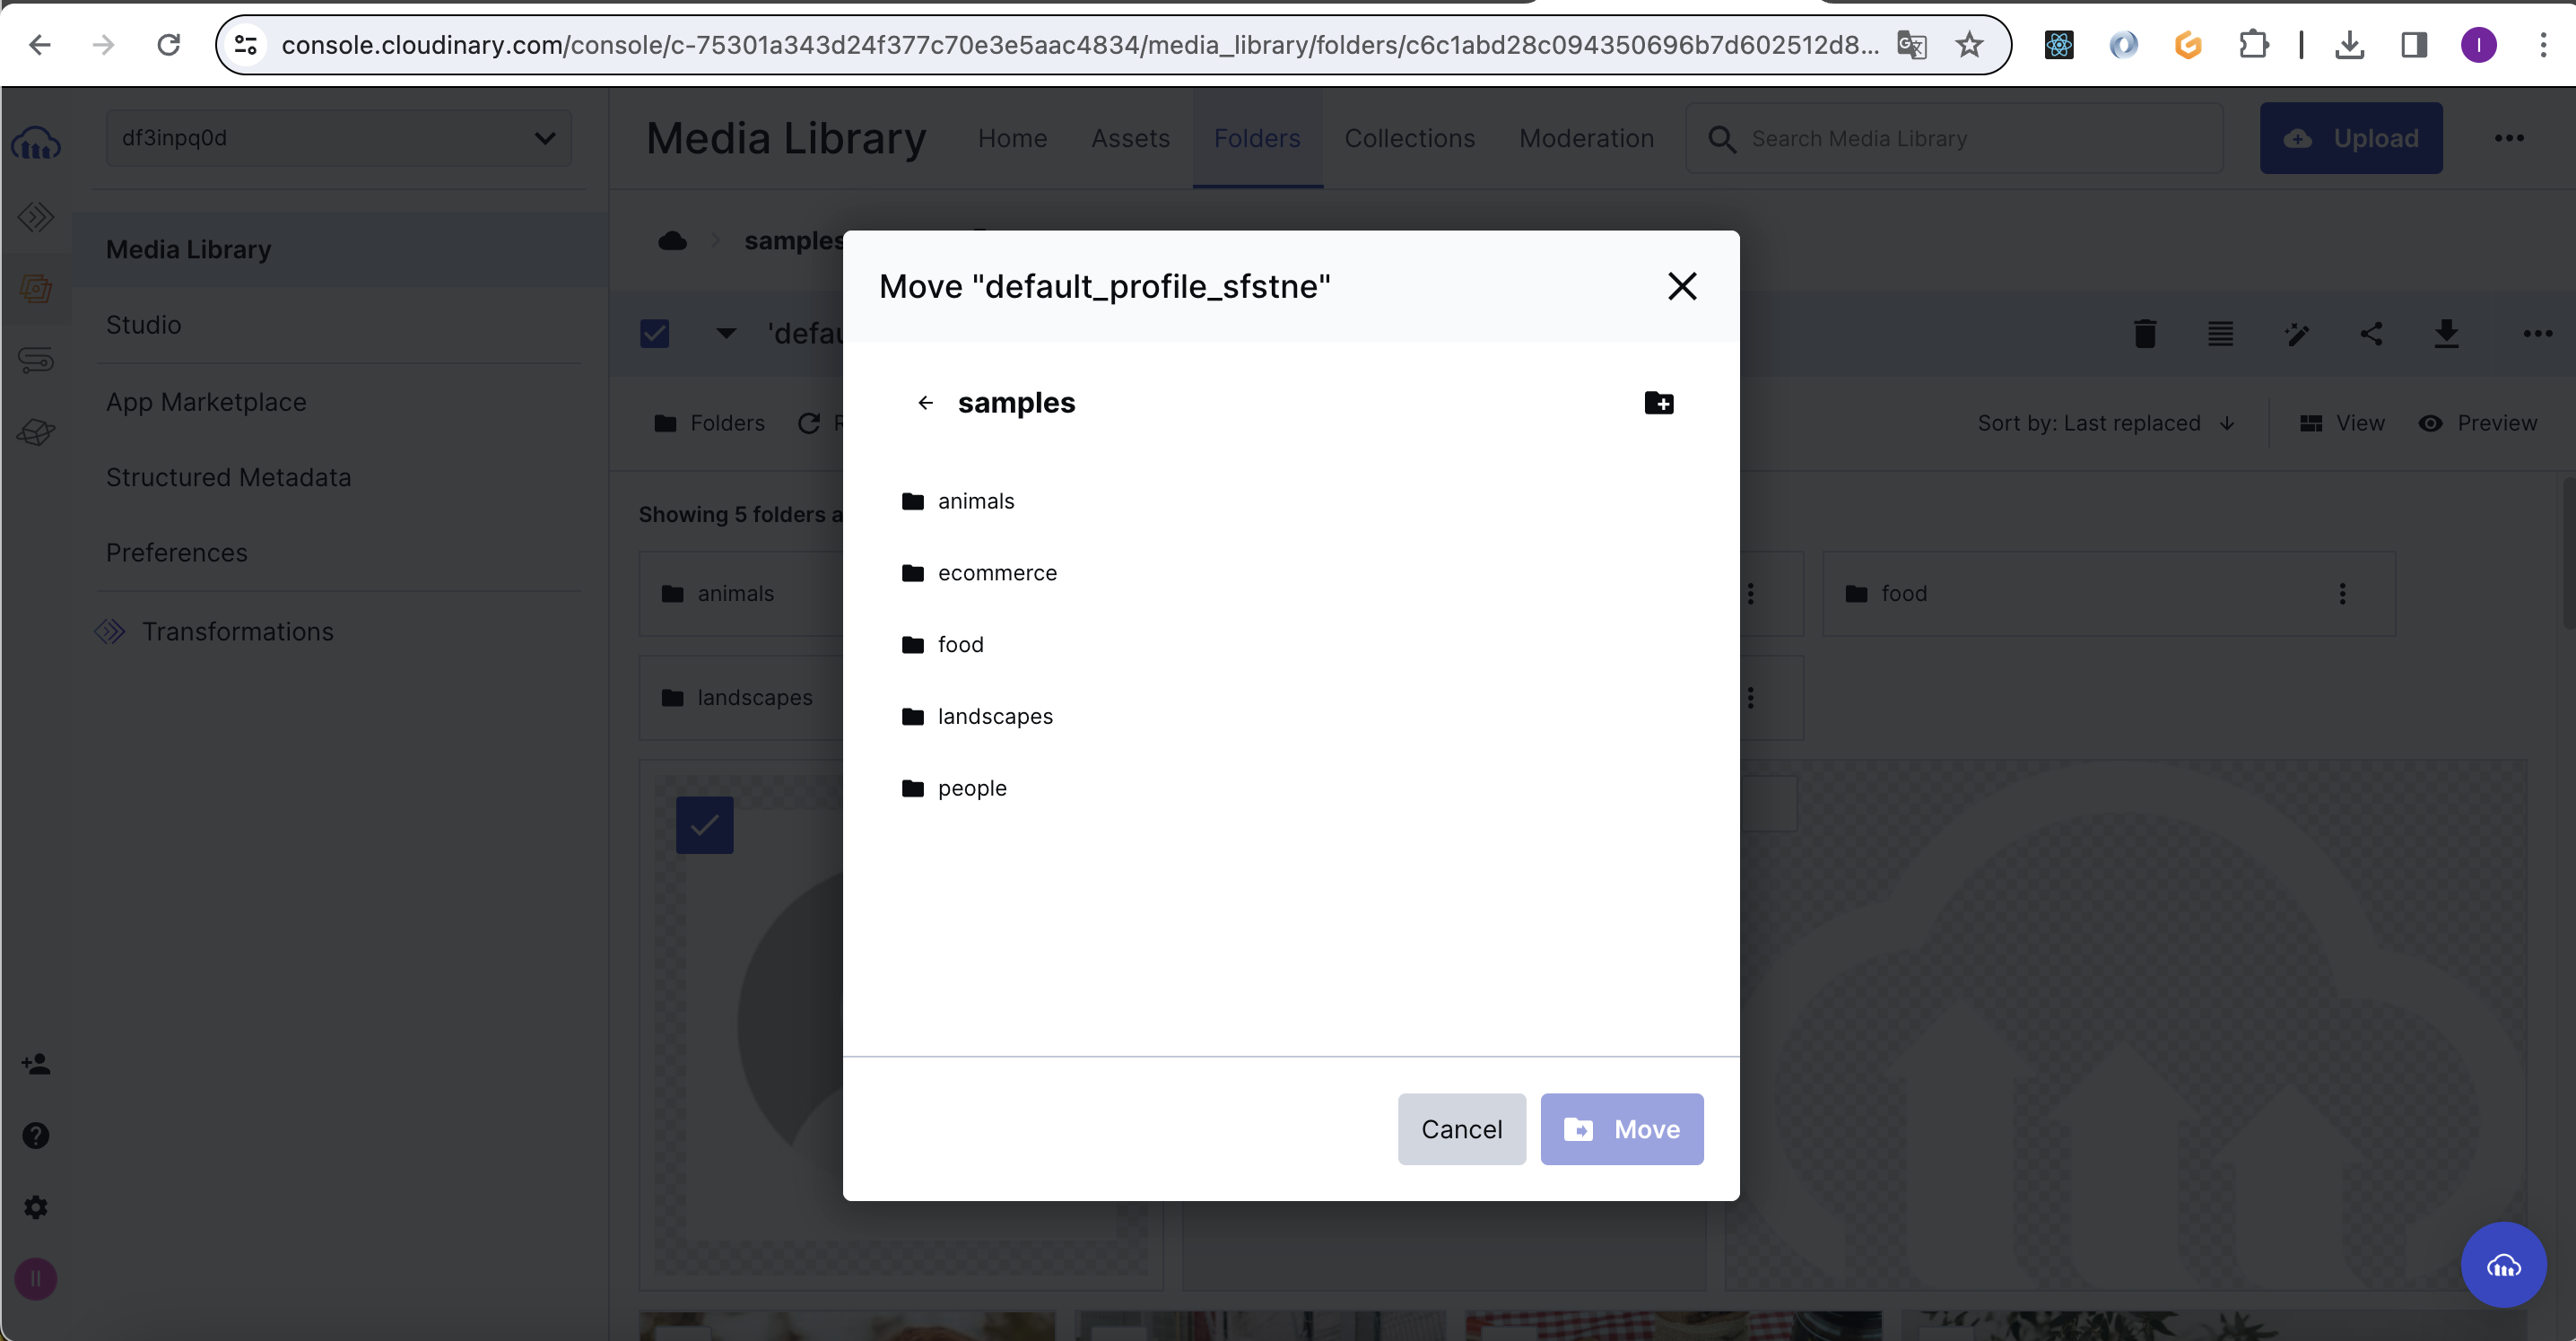 console.cloudinary.com/console/c-75301a343d24f377c70e3e5aac4834/media_library/folders/c6c1abd28c094350696b7d602512d8...
I
df3inpq0d
Media Library
Home
Assets
Folders
Collections
Moderation
Search Media Library
Upload
Media Library
Studio
App Marketplace
Structured Metadata
Preferences
Transformations
samples
'defau
Folders
R
Sort by: Last replaced
View
Preview
Showing 5 folders a
animals
food
landscapes
Move "default_profile_sfstne"
samples
animals
ecommerce
food
landscapes
people
Cancel
Move
II